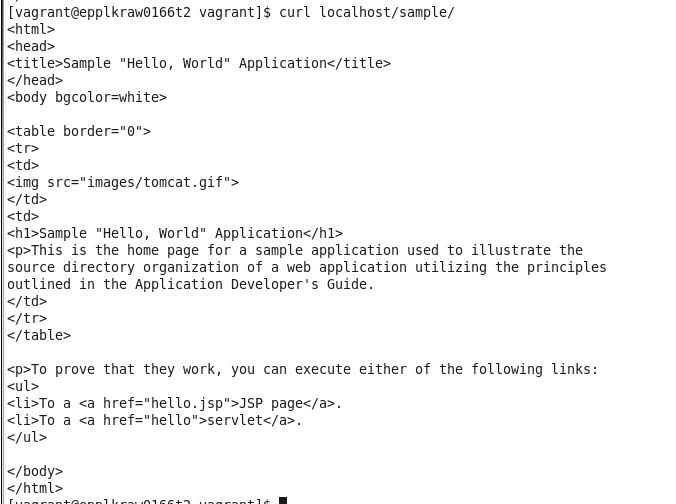 [vagrant@epplkraw0166t2 vagrant]$ curl localhost/sample/
<html>
<head>
<title>Sample "Hello, World" Application</title>
</head>
<body bgcolor=white>

<table border="0">
<tr>
<td>
<img src="images/tomcat.gif">
</td>
<td>
<h1>Sample "Hello, World" Application</h1>
<p>This is the home page for a sample application used to illustrate the
source directory organization of a web application utilizing the principles
outlined in the Application Developer's Guide.
</td>
</tr>
</table>

<p>To prove that they work, you can execute either of the following links:
<ul>
<li>To a <a href="hello.jsp">JSP page</a>.
<li>To a <a href="hello">servlet</a>.
</ul>

</body>
</html>
[vagrant@epplkraw0166t2 vagrant]$